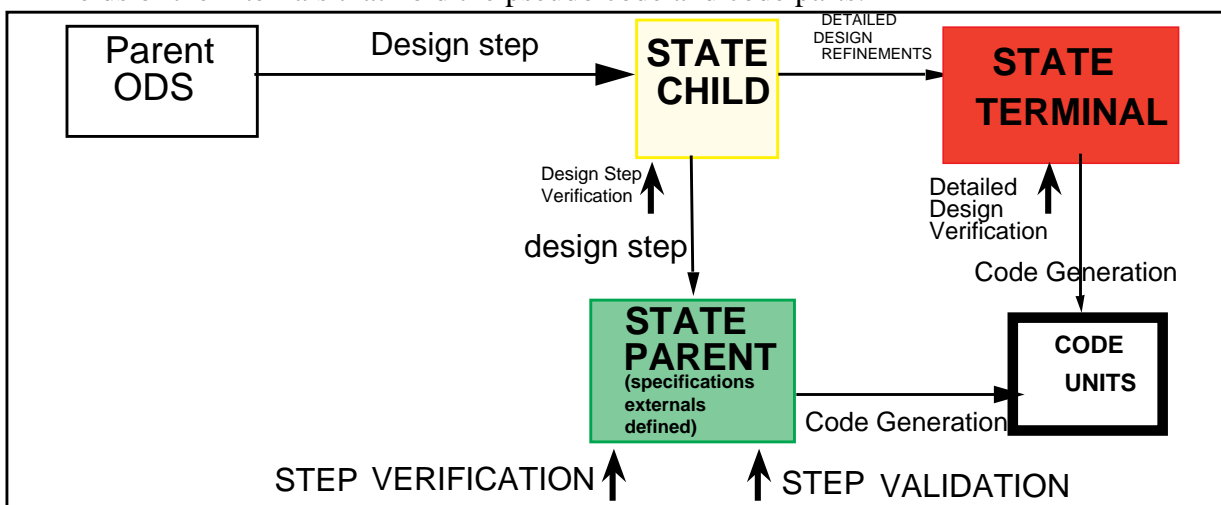 Parent
ODS
Design step
STATE
CHILD
DETAILED
DESIGN
REFINEMENTS
STATE
TERMINAL
Design Step
Verification
design step
Detailed
Design
Verification
Code Generation
STATE
PARENT
(specifications
externals
defined)
Code Generation
CODE
UNITS
STEP VERIFICATION
STEP VALIDATION